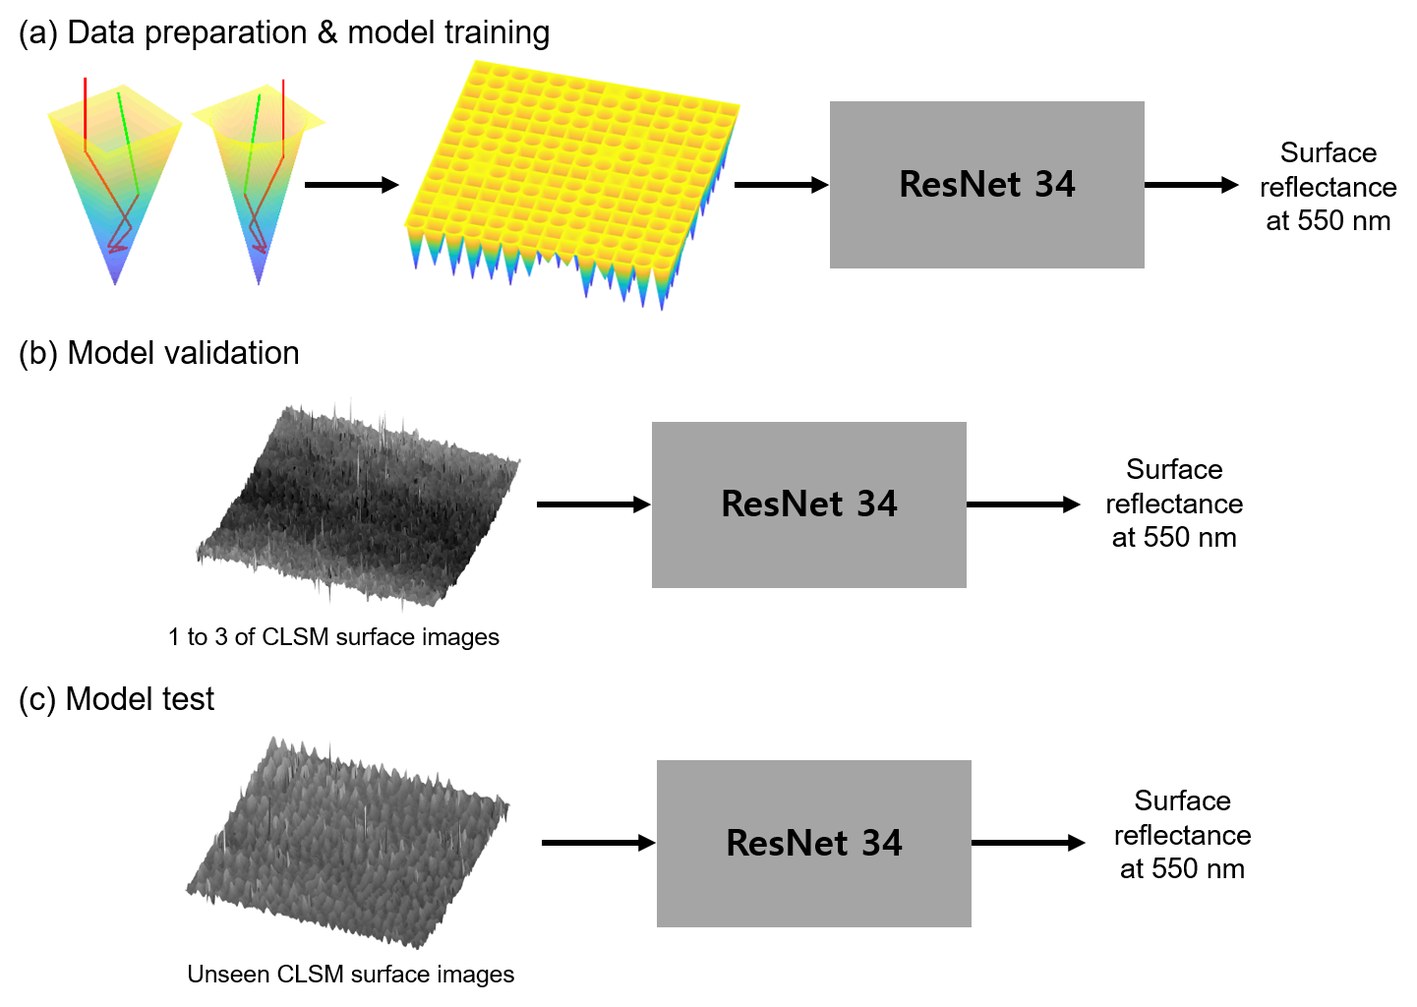 (a) Data preparation & model training
ResNet 34
Surface
reflectance
at 550 nm
(b) Model validation
ResNet 34
Surface
reflectance
at 550 nm
1 to 3 of CLSM surface images
(c) Model test
ResNet 34
Surface
reflectance
at 550 nm
Unseen CLSM surface images